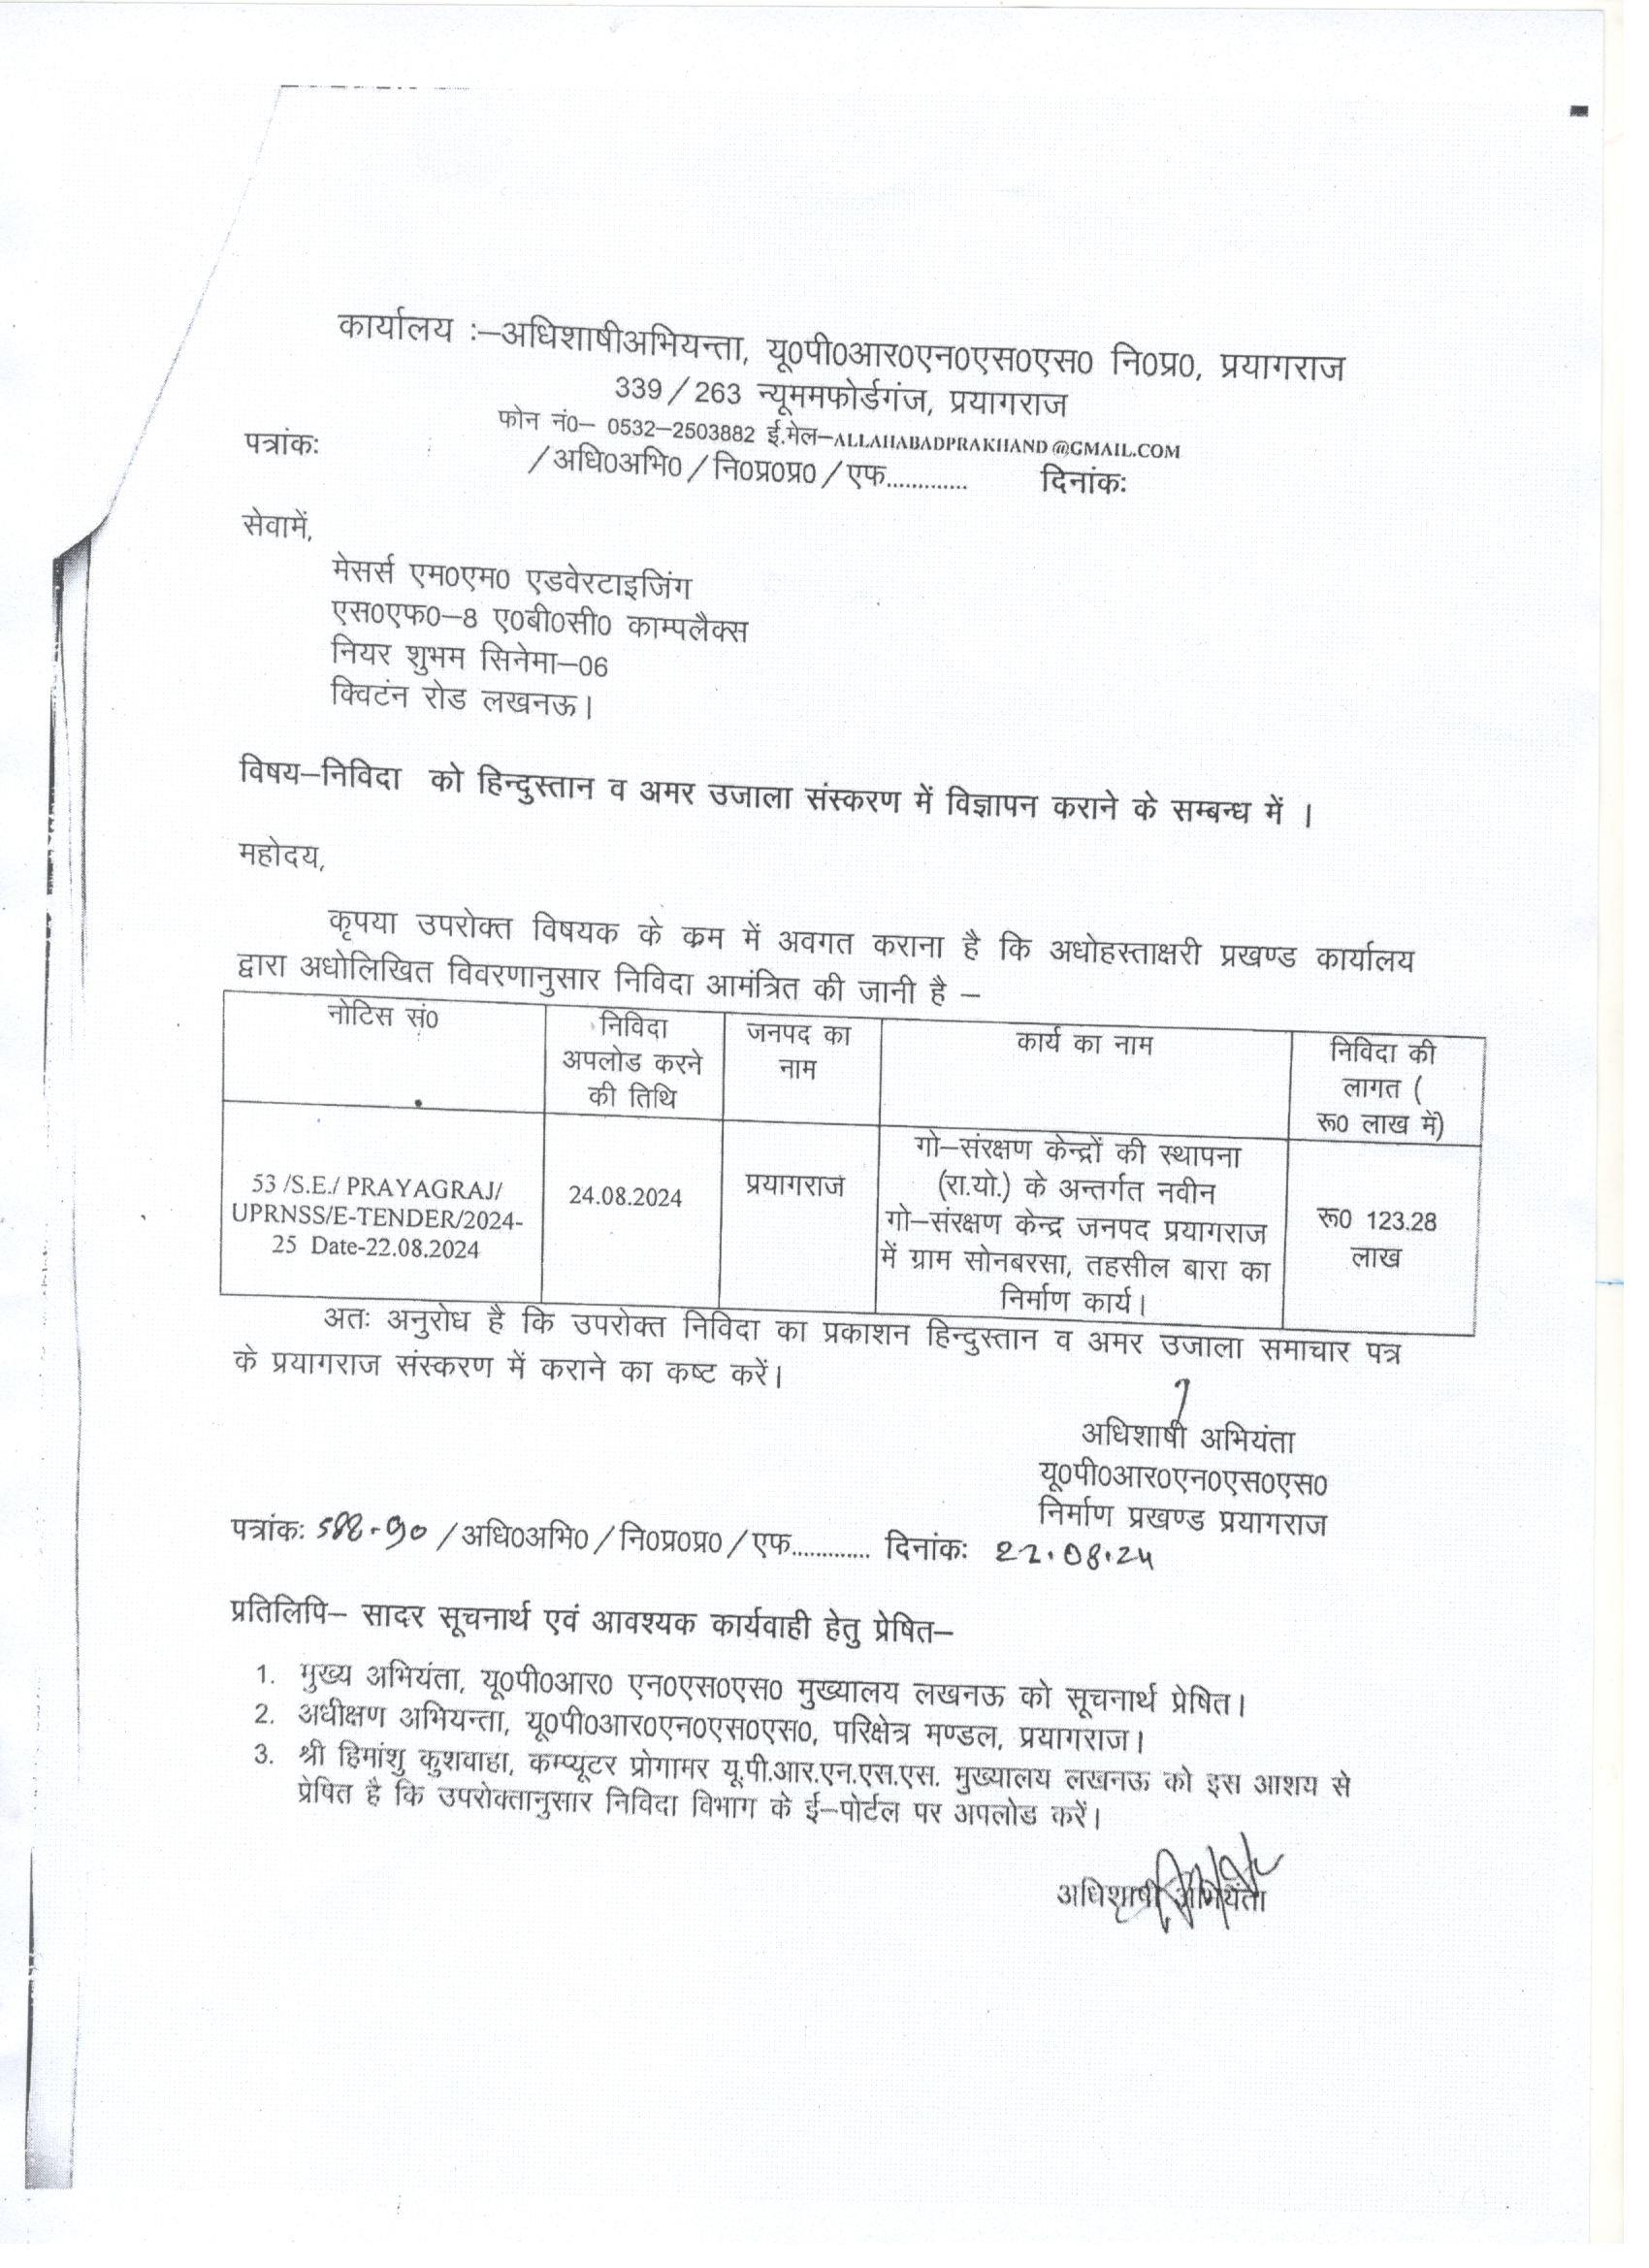 कार्यालय :–अधिशाषीअभियन्ता, यू0पी0आर0एन0एस0एस0 नि0प्र0, प्रयागराज
339/263 न्यूममफोर्डगंज, प्रयागराज
फोन नं0– 0532–2503882 ई.मेल–ALLAHABADPRAKHAND@GMAIL.COM
पत्रांकः /अधि0अभि0/नि0प्र0प्र0/एफ............. दिनांकः
सेवामें,
मेसर्स एम0एम0 एडवेरटाइजिंग
एस0एफ0–8 ए0बी0सी0 काम्पलैक्स
नियर शुभम सिनेमा–06
क्विटंन रोड लखनऊ।
विषय–निविदा को हिन्दुस्तान व अमर उजाला संस्करण में विज्ञापन कराने के सम्बन्ध में ।
महोदय,
कृपया उपरोक्त विषयक के क्रम में अवगत कराना है कि अधोहस्ताक्षरी प्रखण्ड कार्यालय
द्वारा अधोलिखित विवरणानुसार निविदा आमंत्रित की जानी है –
नोटिस सं0
निविदा
अपलोड करने
की तिथि
जनपद का
नाम
कार्य का नाम
निविदा की
लागत (
रू0 लाख में)
53 /S.E./ PRAYAGRAJ/
UPRNSS/E-TENDER/2024-
25 Date-22.08.2024
24.08.2024
प्रयागराज
गो–संरक्षण केन्द्रों की स्थापना
(रा.यो.) के अन्तर्गत नवीन
गो–संरक्षण केन्द्र जनपद प्रयागराज
में ग्राम सोनबरसा, तहसील बारा का
निर्माण कार्य।
रू0 123.28
लाख
अतः अनुरोध है कि उपरोक्त निविदा का प्रकाशन हिन्दुस्तान व अमर उजाला समाचार पत्र
के प्रयागराज संस्करण में कराने का कष्ट करें।
अधिशाषी अभियंता
यू0पी0आर0एन0एस0एस0
निर्माण प्रखण्ड प्रयागराज
पत्रांकः /अधि0अभि0/नि0प्र0प्र0/एफ............. दिनांकः 22.08.24
प्रतिलिपि– सादर सूचनार्थ एवं आवश्यक कार्यवाही हेतु प्रेषित–
1. मुख्य अभियंता, यू0पी0आर0 एन0एस0एस0 मुख्यालय लखनऊ को सूचनार्थ प्रेषित।
2. अधीक्षण अभियन्ता, यू0पी0आर0एन0एस0एस0, परिक्षेत्र मण्डल, प्रयागराज।
3. श्री हिमांशु कुशवाहा, कम्प्यूटर प्रोगामर यू.पी.आर.एन.एस.एस. मुख्यालय लखनऊ को इस आशय से
प्रेषित है कि उपरोक्तानुसार निविदा विभाग के ई–पोर्टल पर अपलोड करें।
अधिशाषी अभियंता